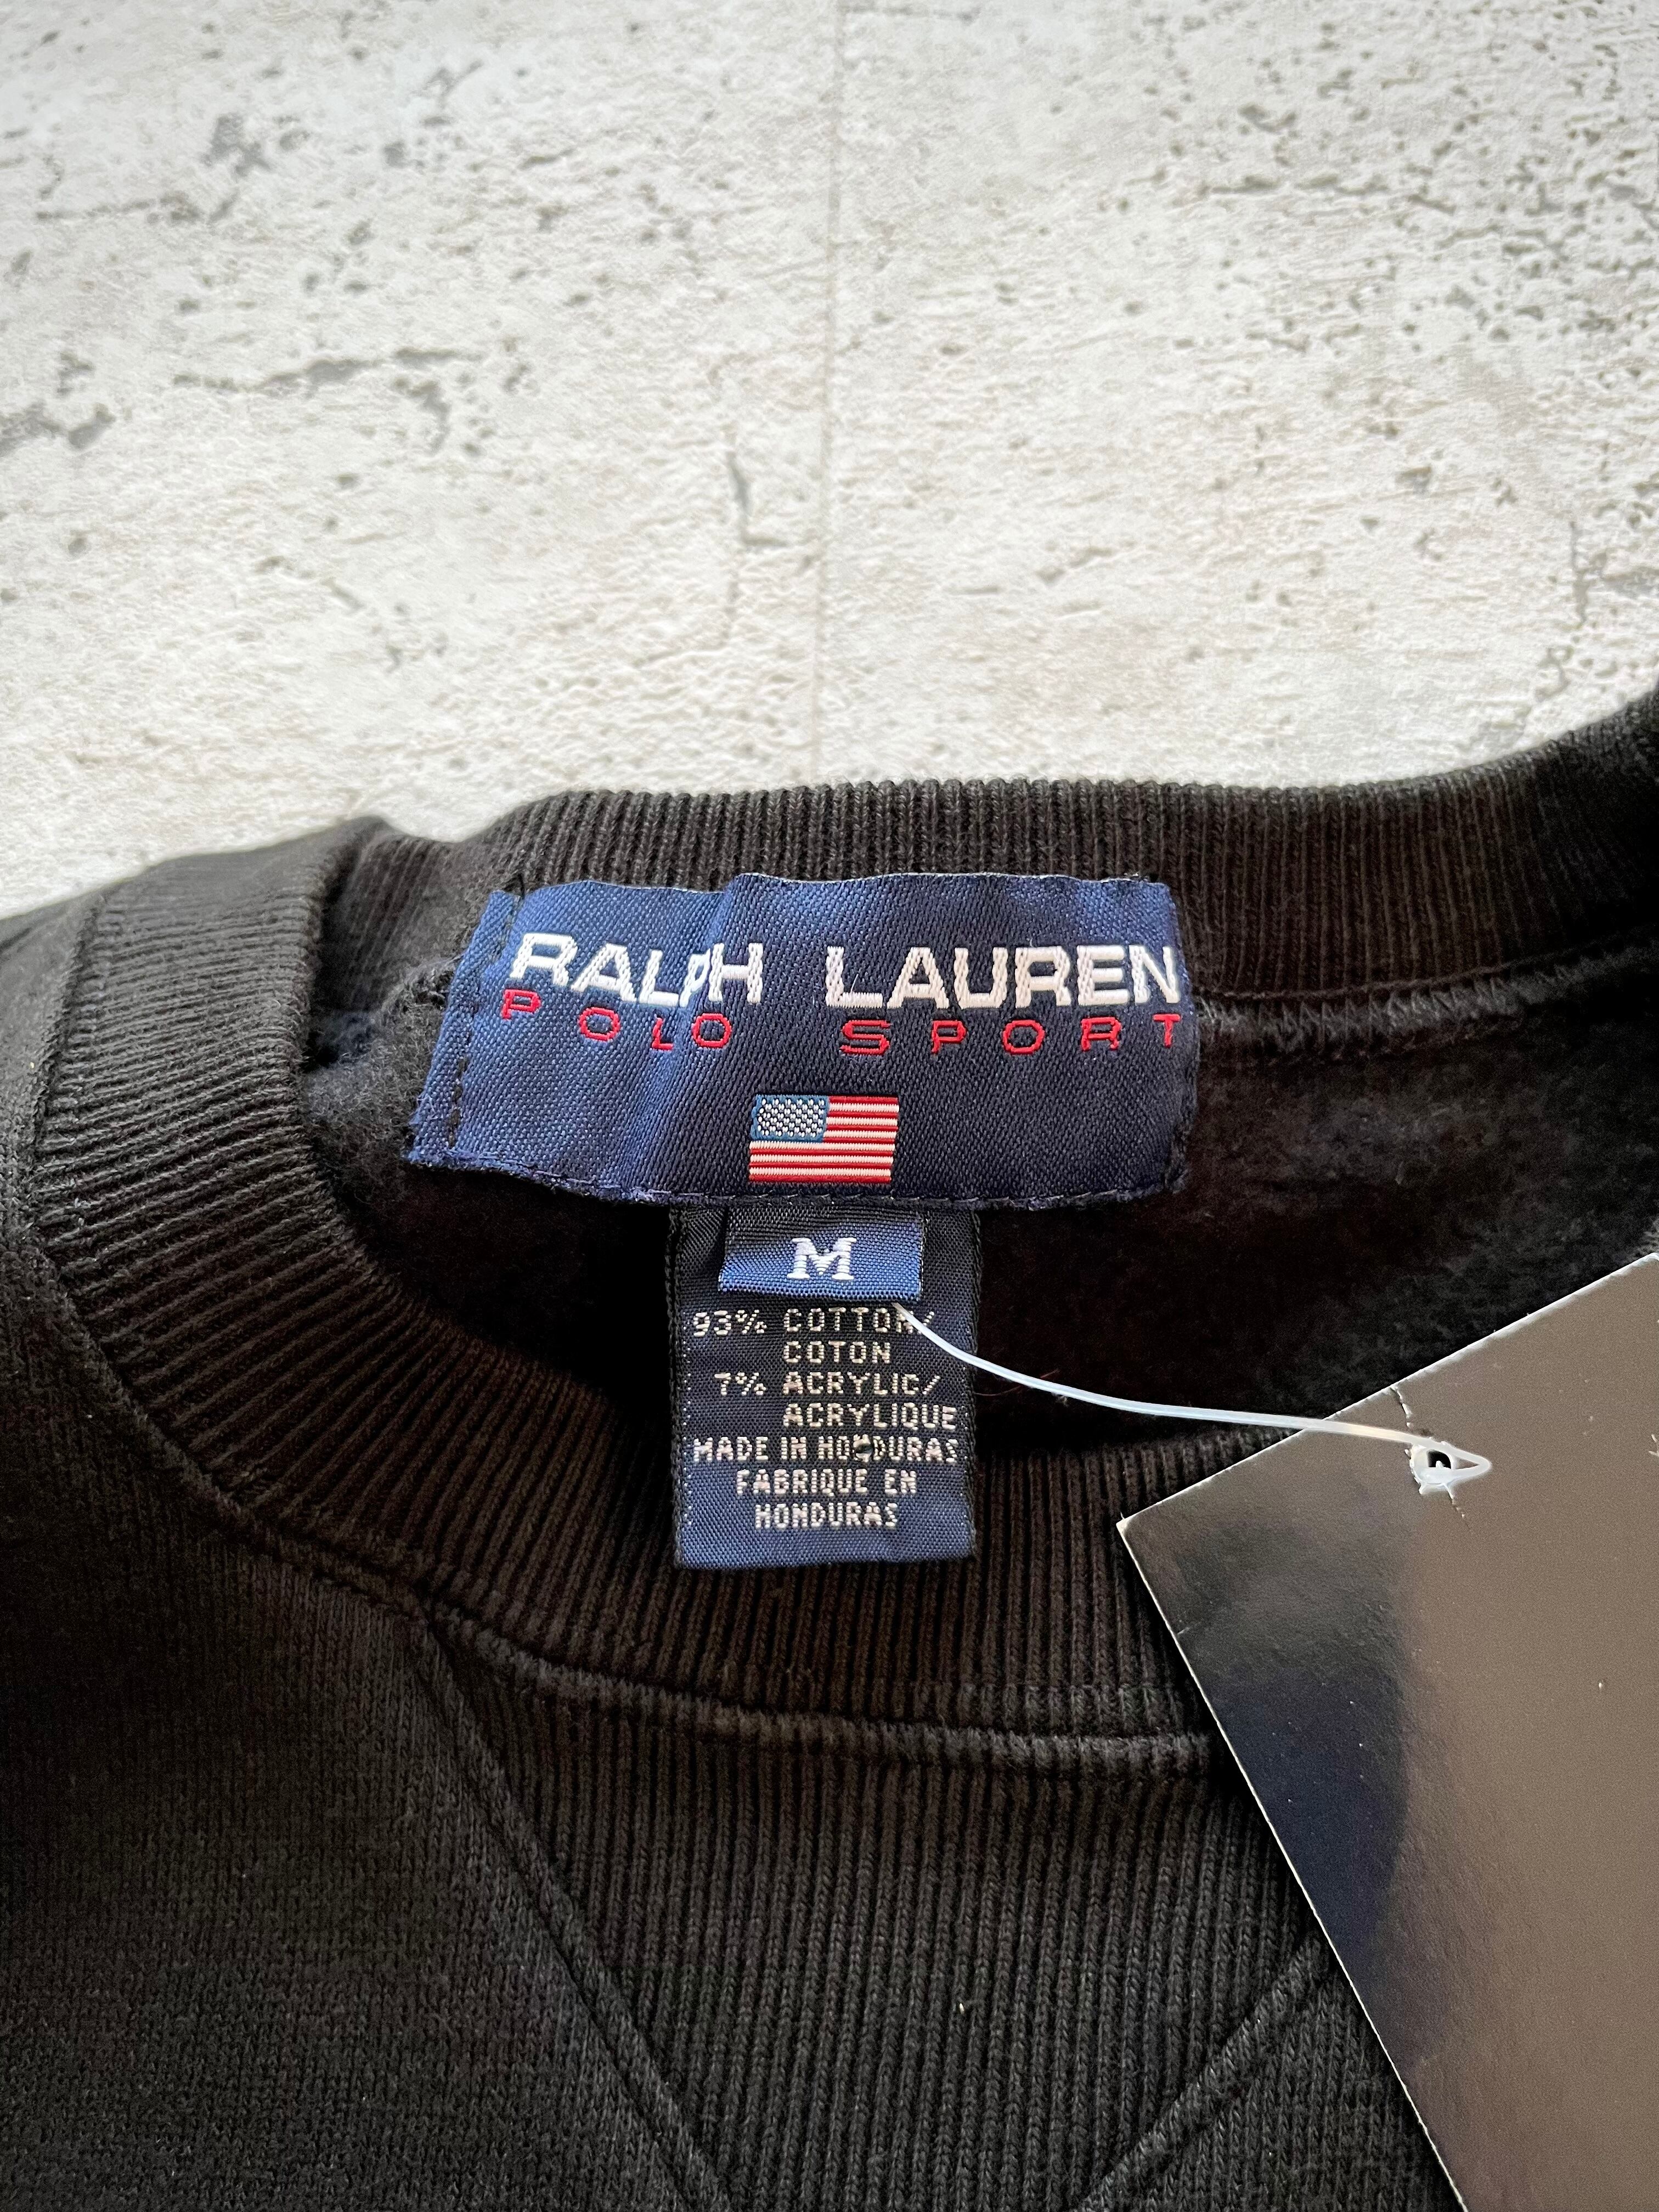 RALPH LAUREN
POLO SPORT
M
93% COTTON/
COTON
7% ACRYLIC/
ACRYLIQUE
MADE IN HONDURAS
FABRIQUE EN
HONDURAS